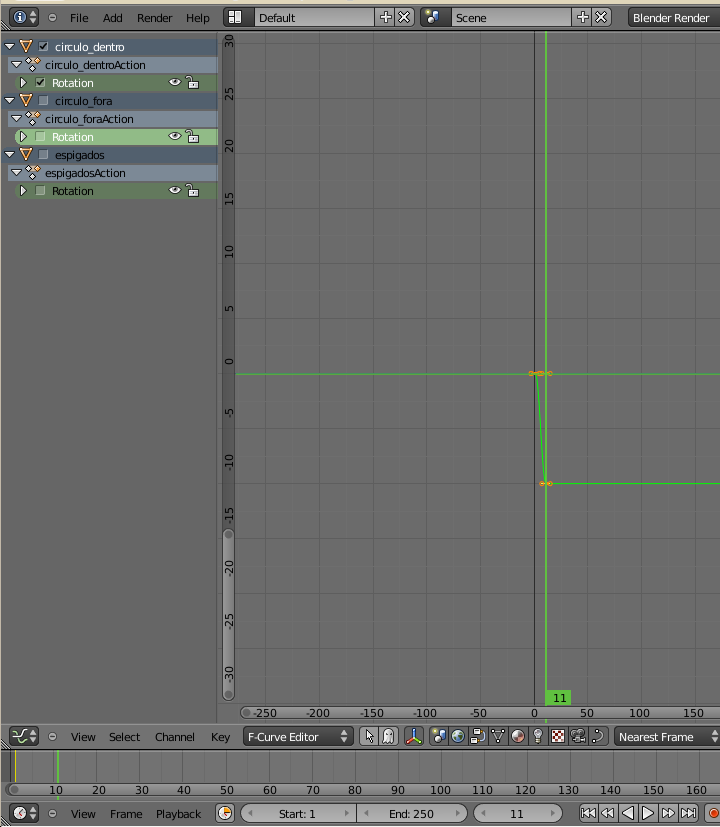 File Add Render Help Default Scene Blender Render
circulo_dentro
circulo_dentroAction
Rotation
circulo_fora
circulo_foraAction
Rotation
espigados
espigadosAction
Rotation
30
25
20
15
10
5
0
-5
-10
-15
-20
-25
-30
11
-250 -200 -150 -100 -50 0 50 100 150
View Select Channel Key F-Curve Editor Nearest Frame
10 20 30 40 50 60 70 80 90 100 110 120 130 140 150 160
View Frame Playback Start: 1 End: 250 11